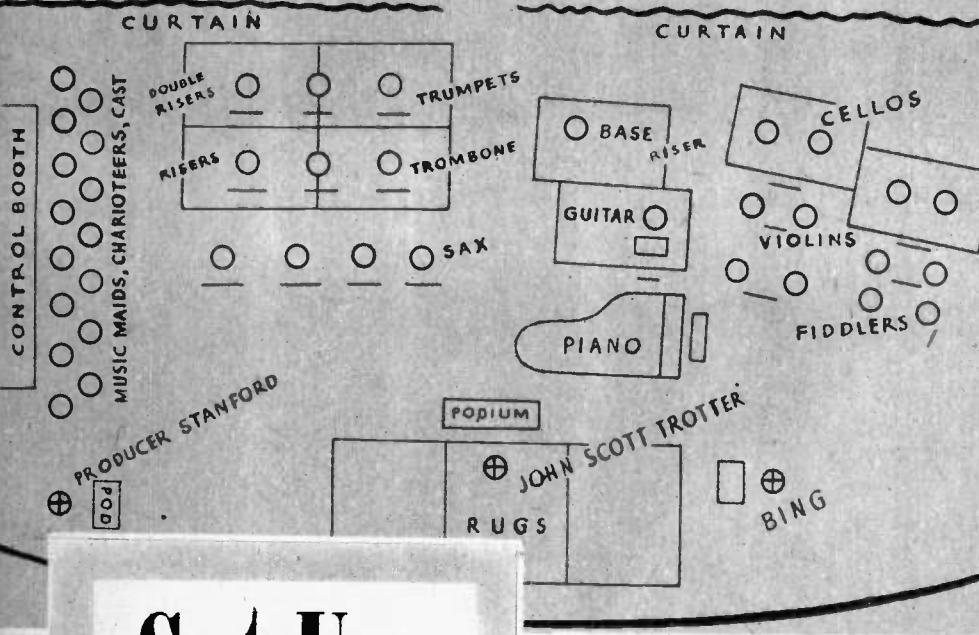 CURTAIN
CURTAIN
CONTROL BOOTH
MUSIC MAIDS, CHARIOTEERS, CAST
DOUBLE
RISERS
TRUMPETS
RISERS
TROMBONE
SAX
BASE
RISER
GUITAR
CELLOS
VIOLINS
FIDDLERS
PIANO
PODIUM
PRODUCER STANFORD
POD
JOHN SCOTT TROTTER
RUGS
BING